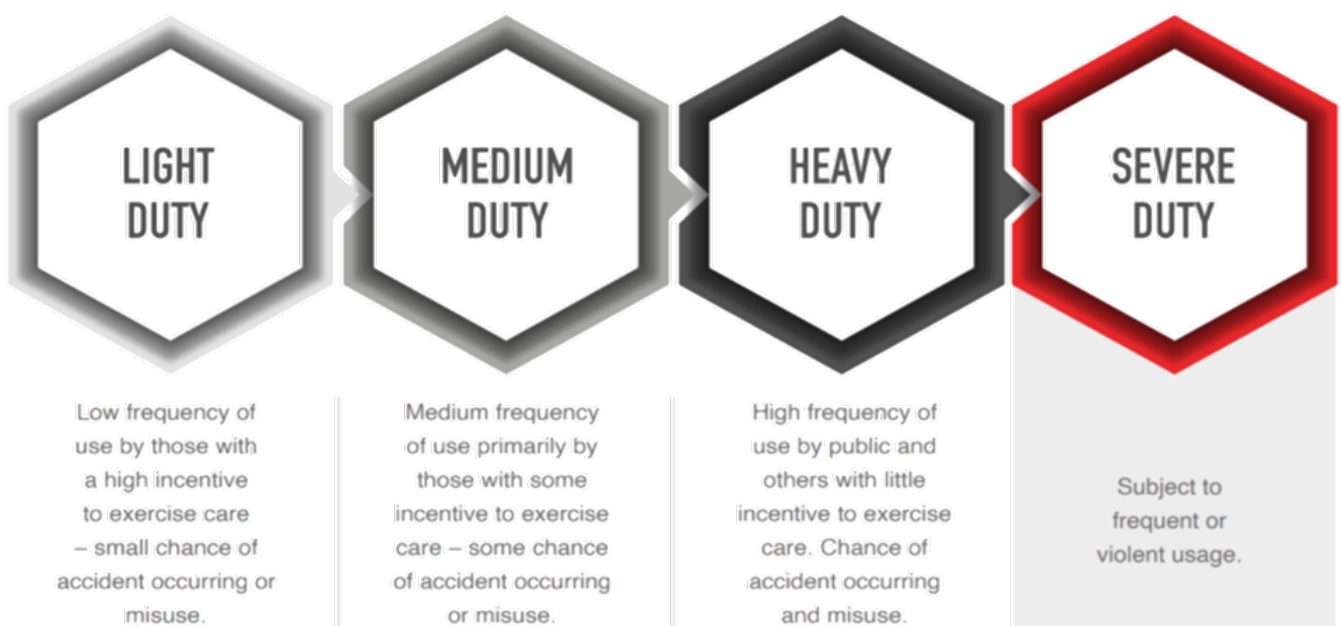 LIGHT
DUTY
MEDIUM
DUTY
HEAVY
DUTY
SEVERE
DUTY
Low frequency of
use by those with
a high incentive
to exercise care
– small chance of
accident occurring or
misuse.
Medium frequency
of use primarily by
those with some
incentive to exercise
care – some chance
of accident occurring
or misuse.
High frequency of
use by public and
others with little
incentive to exercise
care. Chance of
accident occurring
and misuse.
Subject to
frequent or
violent usage.